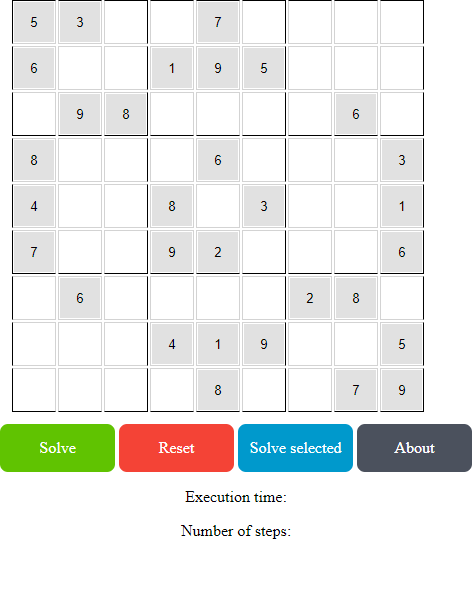 5 3 7
6 1 9 5
9 8 6
8 6 3
4 8 3 1
7 9 2 6
6 2 8
4 1 9 5
8 7 9
Solve Reset Solve selected About
Execution time:
Number of steps: